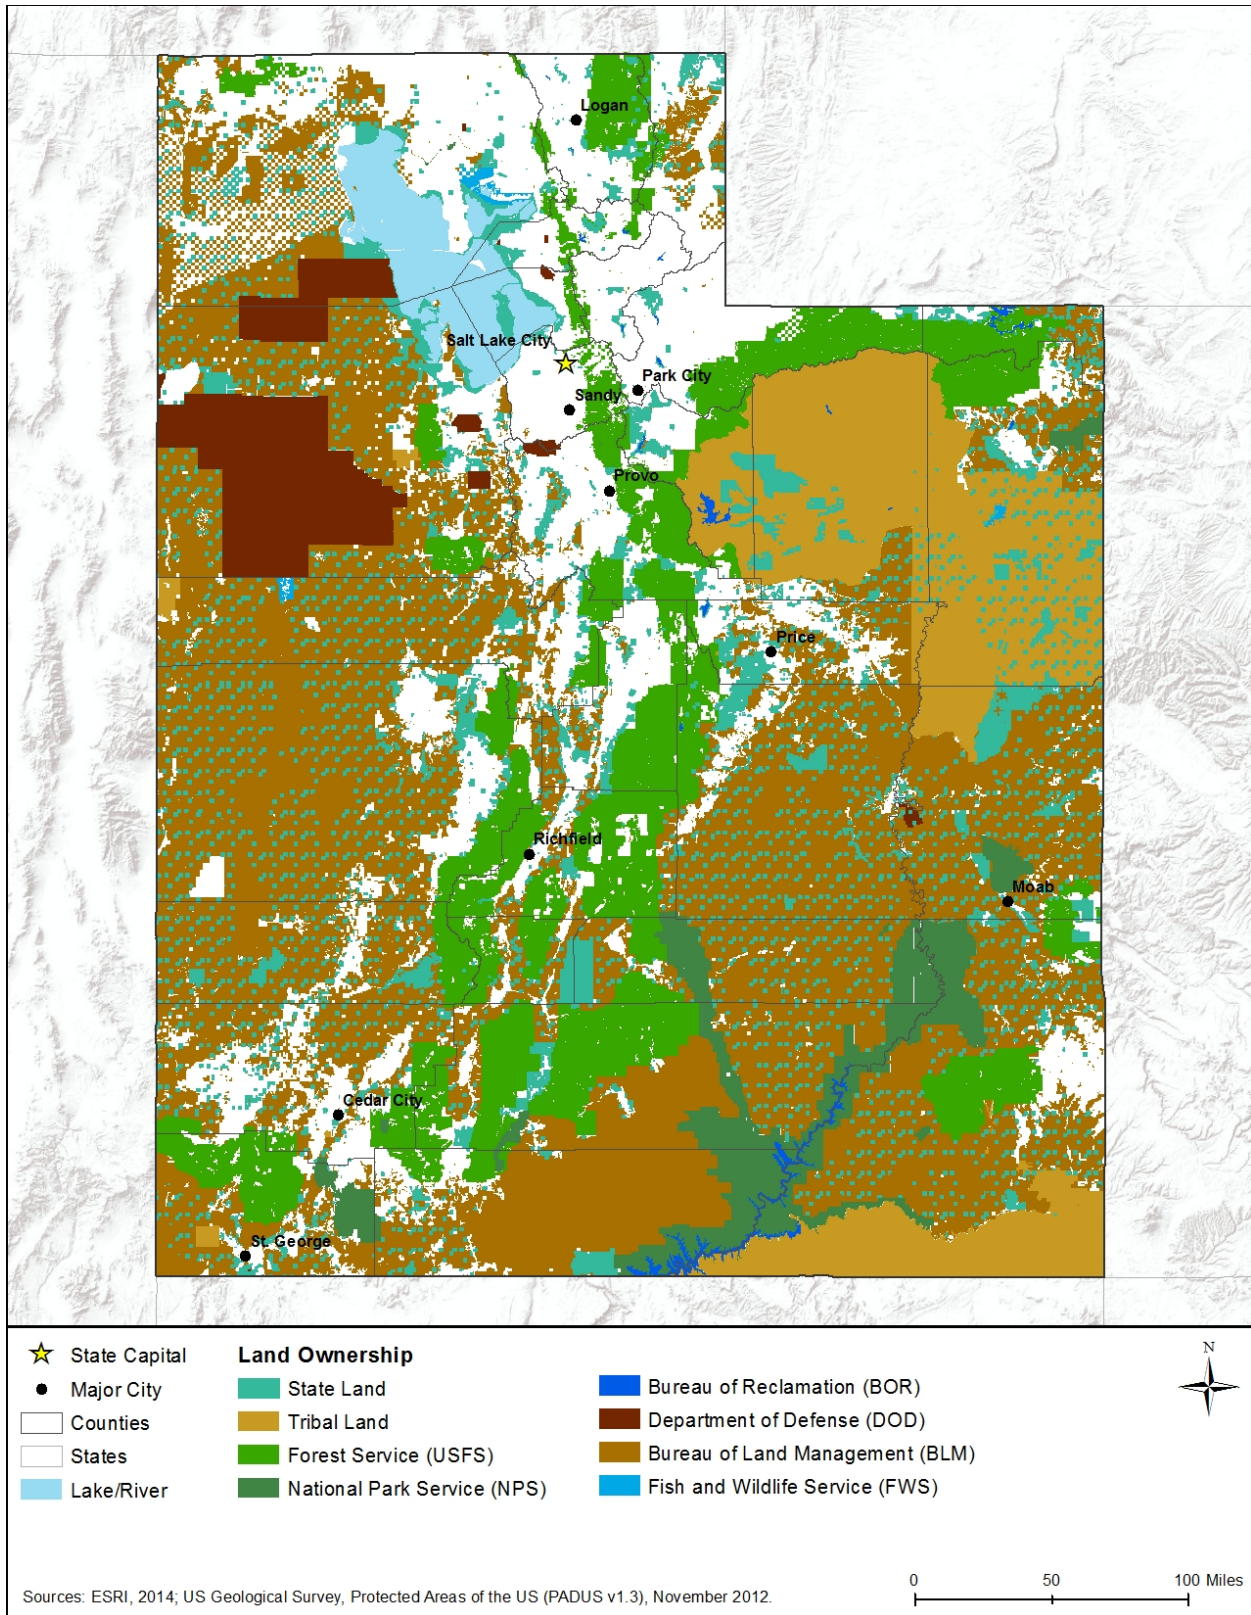 Logan
Salt Lake City
Park City
Sandy
Provo
Price
Richfield
Moab
Cedar City
St. George
State Capital
Major City
Counties
States
Lake/River
Land Ownership
State Land
Tribal Land
Forest Service (USFS)
National Park Service (NPS)
Bureau of Reclamation (BOR)
Department of Defense (DOD)
Bureau of Land Management (BLM)
Fish and Wildlife Service (FWS)
N
0 50 100 Miles
Sources: ESRI, 2014; US Geological Survey, Protected Areas of the US (PADUS v1.3), November 2012.